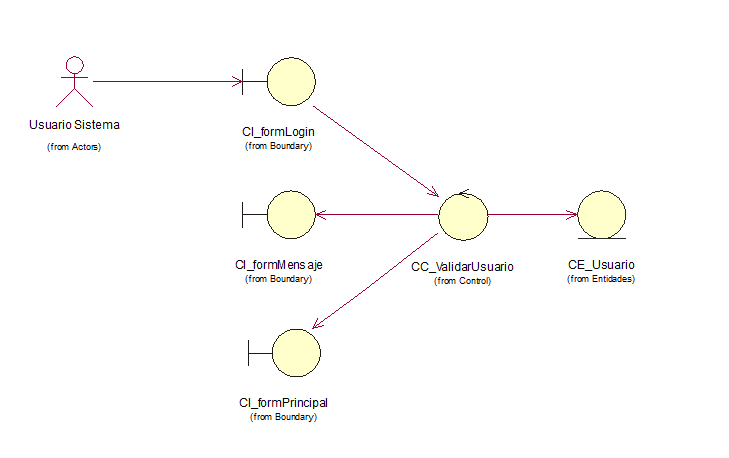 Usuario Sistema
(from Actors)
CI_formLogin
(from Boundary)
CI_formMensaje
(from Boundary)
CC_ValidarUsuario
(from Control)
CE_Usuario
(from Entidades)
CI_formPrincipal
(from Boundary)